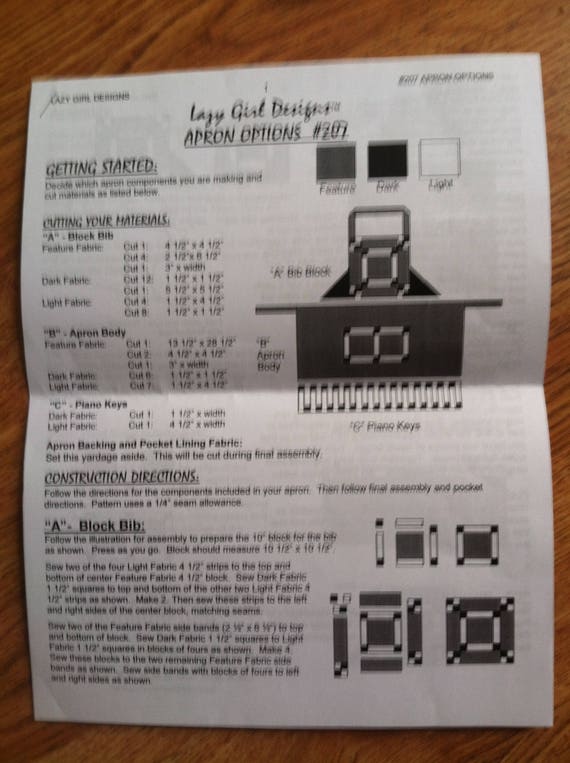 LAZY GIRL DESIGNS
#207 APRON OPTIONS
Lazy Girl Designs™
APRON OPTIONS #207
GETTING STARTED:
Decide which apron components you are making and
cut materials as listed below.
Feature Dark Light
CUTTING YOUR MATERIALS:
"A" - Block Bib
Feature Fabric: Cut 1: 4 1/2" x 4 1/2"
Cut 4: 2 1/2" x 6 1/2"
Cut 1: 3" x width
Dark Fabric: Cut 12: 1 1/2" x 1 1/2"
Cut 1:
Light Fabric: Cut 4: 1 1/2" x 4 1/2"
Cut 8: 1 1/2" x 1 1/2"
"A" Bib Block
"B" - Apron Body
Feature Fabric: Cut 1: 13 1/2" x 28 1/2"
Cut 2: 4 1/2" x 4 1/2"
Cut 1: 3" x width
Dark Fabric: Cut 6: 1 1/2" x 1 1/2"
Light Fabric: Cut 7: 1 1/2" x 4 1/2"
"B"
Apron
Body
"C" - Piano Keys
Dark Fabric: Cut 1: 1 1/2" x width
Light Fabric: Cut 1: 4 1/2" x width
"C" Piano Keys
Apron Backing and Pocket Lining Fabric:
Set this yardage aside. This will be cut during final assembly.
CONSTRUCTION DIRECTIONS:
Follow the directions for the components included in your apron. Then follow final assembly and pocket
directions. Pattern uses a 1/4" seam allowance.
"A"- Block Bib:
Follow the illustration for assembly to prepare the 10" block for the bib
as shown. Press as you go. Block should measure 10 1/2" x 10 1/2".
Sew two of the four Light Fabric 4 1/2" strips to the top and
bottom of center Feature Fabric 4 1/2" block. Sew Dark Fabric
1 1/2" squares to top and bottom of the other two Light Fabric 4
1/2" strips as shown. Make 2. Then sew these strips to the left
and right sides of the center block, matching seams.
Sew two of the Feature Fabric side bands (2 ½" x 6 ½") to top
and bottom of block. Sew Dark Fabric 1 1/2" squares to Light
Fabric 1 1/2" squares in blocks of fours as shown. Make 4.
Sew these blocks to the two remaining Feature Fabric side
bands as shown. Sew side bands with blocks of fours to left
and right sides as shown.